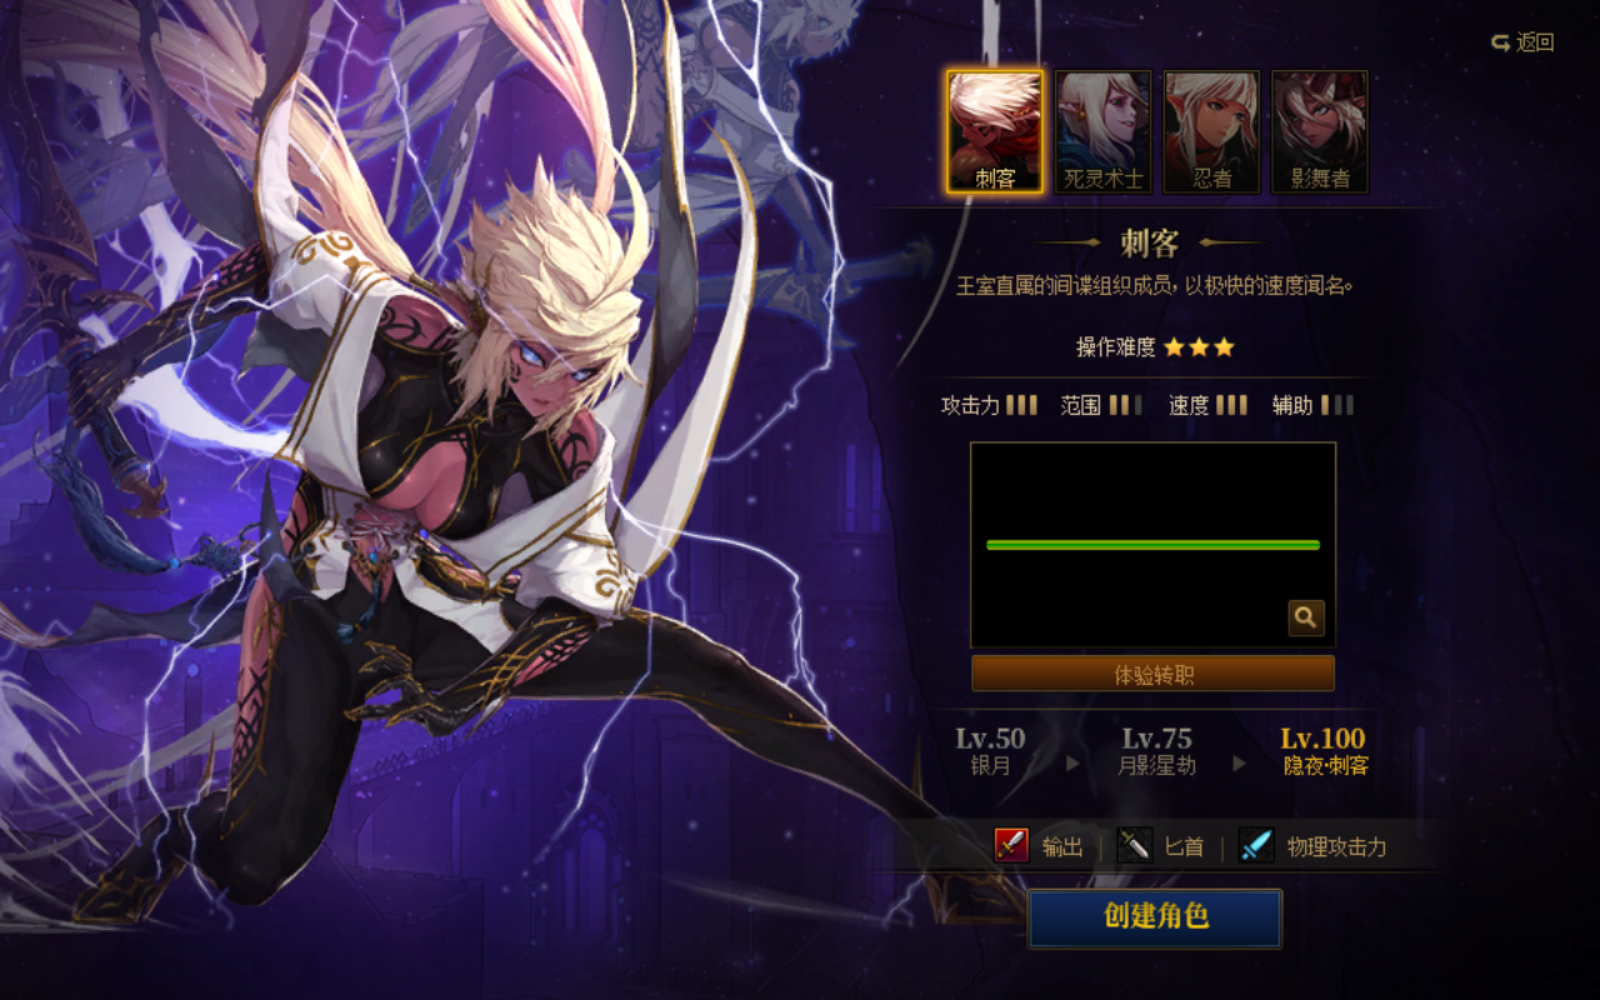 返回
刺客 死灵术士 忍者 影舞者
刺客
王室直属的间谍组织成员，以极快的速度闻名。
操作难度
攻击力 范围 速度 辅助
体验转职
Lv.50 Lv.75 Lv.100
银月 月影星劫 隐夜·刺客
输出 匕首 物理攻击力
创建角色